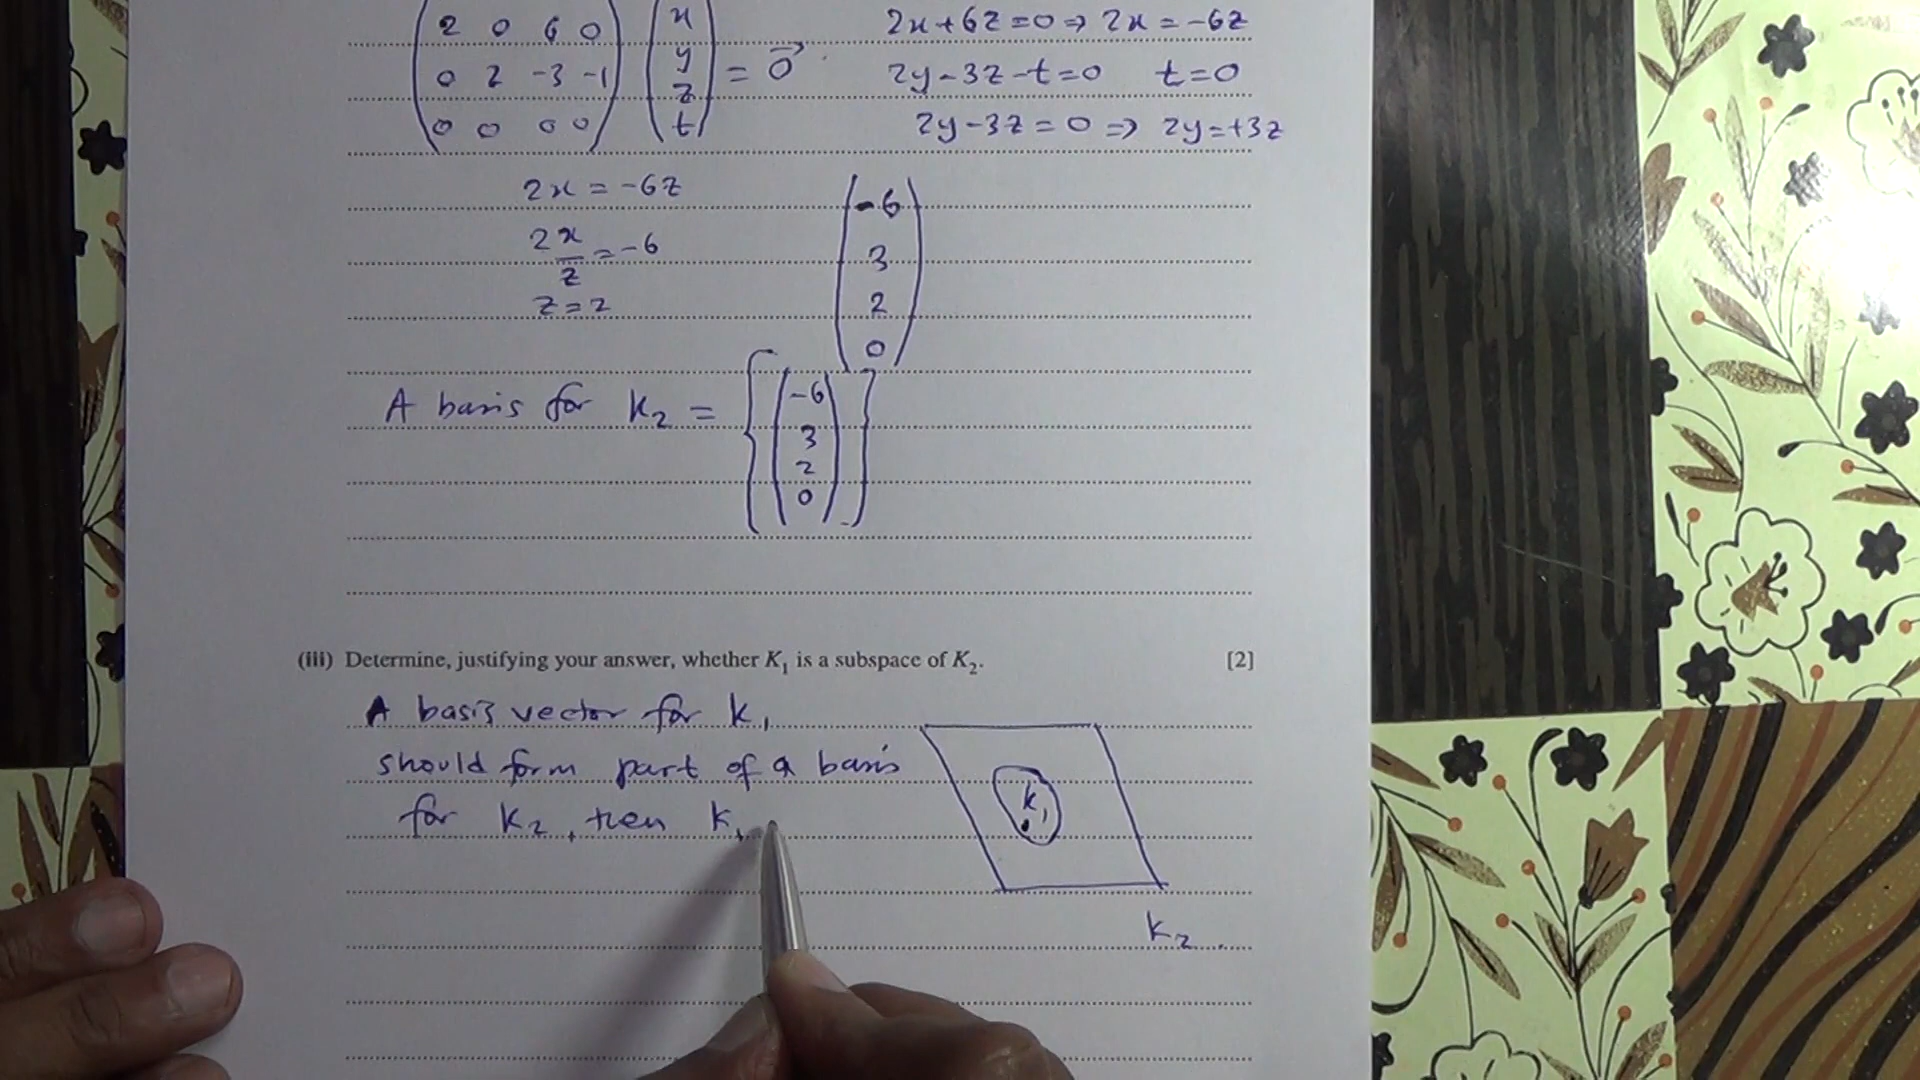 2 0 6 0 x 2x+6z=0⇒2x=-6z
0 2 -3 -1 y = 0⃗ 2y-3z-t=0 t=0
z
0 0 0 0 t 2y-3z=0⇒2y=+3z
2x=-6z -6
2x/z=-6 3
z=2 2
0
A basis for K2 = { -6
3
2
0 }
(iii) Determine, justifying your answer, whether K1 is a subspace of K2. [2]
A basis vector for K1
should form part of a basis
for K2, then K1
K1
K2.